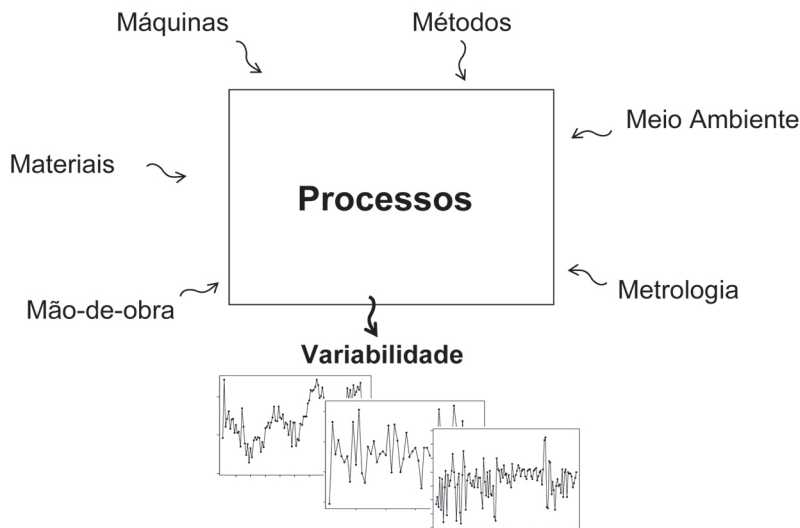 Máquinas
Métodos
Meio Ambiente
Materiais
Processos
Mão-de-obra
Metrologia
Variabilidade